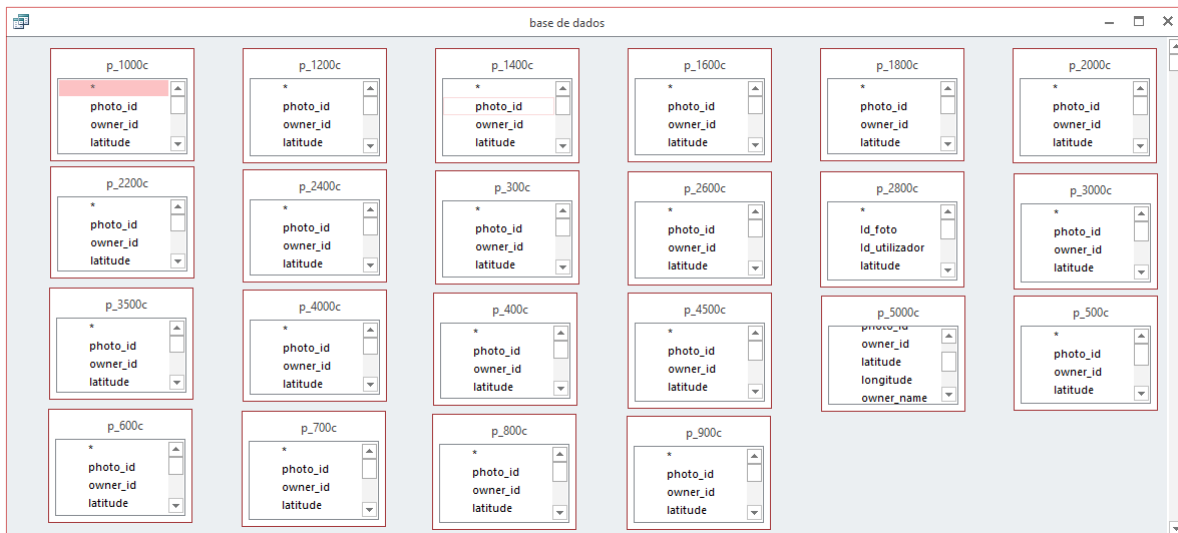 base de dados
p_1000c
*
photo_id
owner_id
latitude
p_1200c
*
photo_id
owner_id
latitude
p_1400c
*
photo_id
owner_id
latitude
p_1600c
*
photo_id
owner_id
latitude
p_1800c
*
photo_id
owner_id
latitude
p_2000c
*
photo_id
owner_id
latitude
p_2200c
*
photo_id
owner_id
latitude
p_2400c
*
photo_id
owner_id
latitude
p_300c
*
photo_id
owner_id
latitude
p_2600c
*
photo_id
owner_id
latitude
p_2800c
*
Id_foto
Id_utilizador
latitude
p_3000c
*
photo_id
owner_id
latitude
p_3500c
*
photo_id
owner_id
latitude
p_4000c
*
photo_id
owner_id
latitude
p_400c
*
photo_id
owner_id
latitude
p_4500c
*
photo_id
owner_id
latitude
p_5000c
photo_id
owner_id
latitude
longitude
owner_name
p_500c
*
photo_id
owner_id
latitude
p_600c
*
photo_id
owner_id
latitude
p_700c
*
photo_id
owner_id
latitude
p_800c
*
photo_id
owner_id
latitude
p_900c
*
photo_id
owner_id
latitude